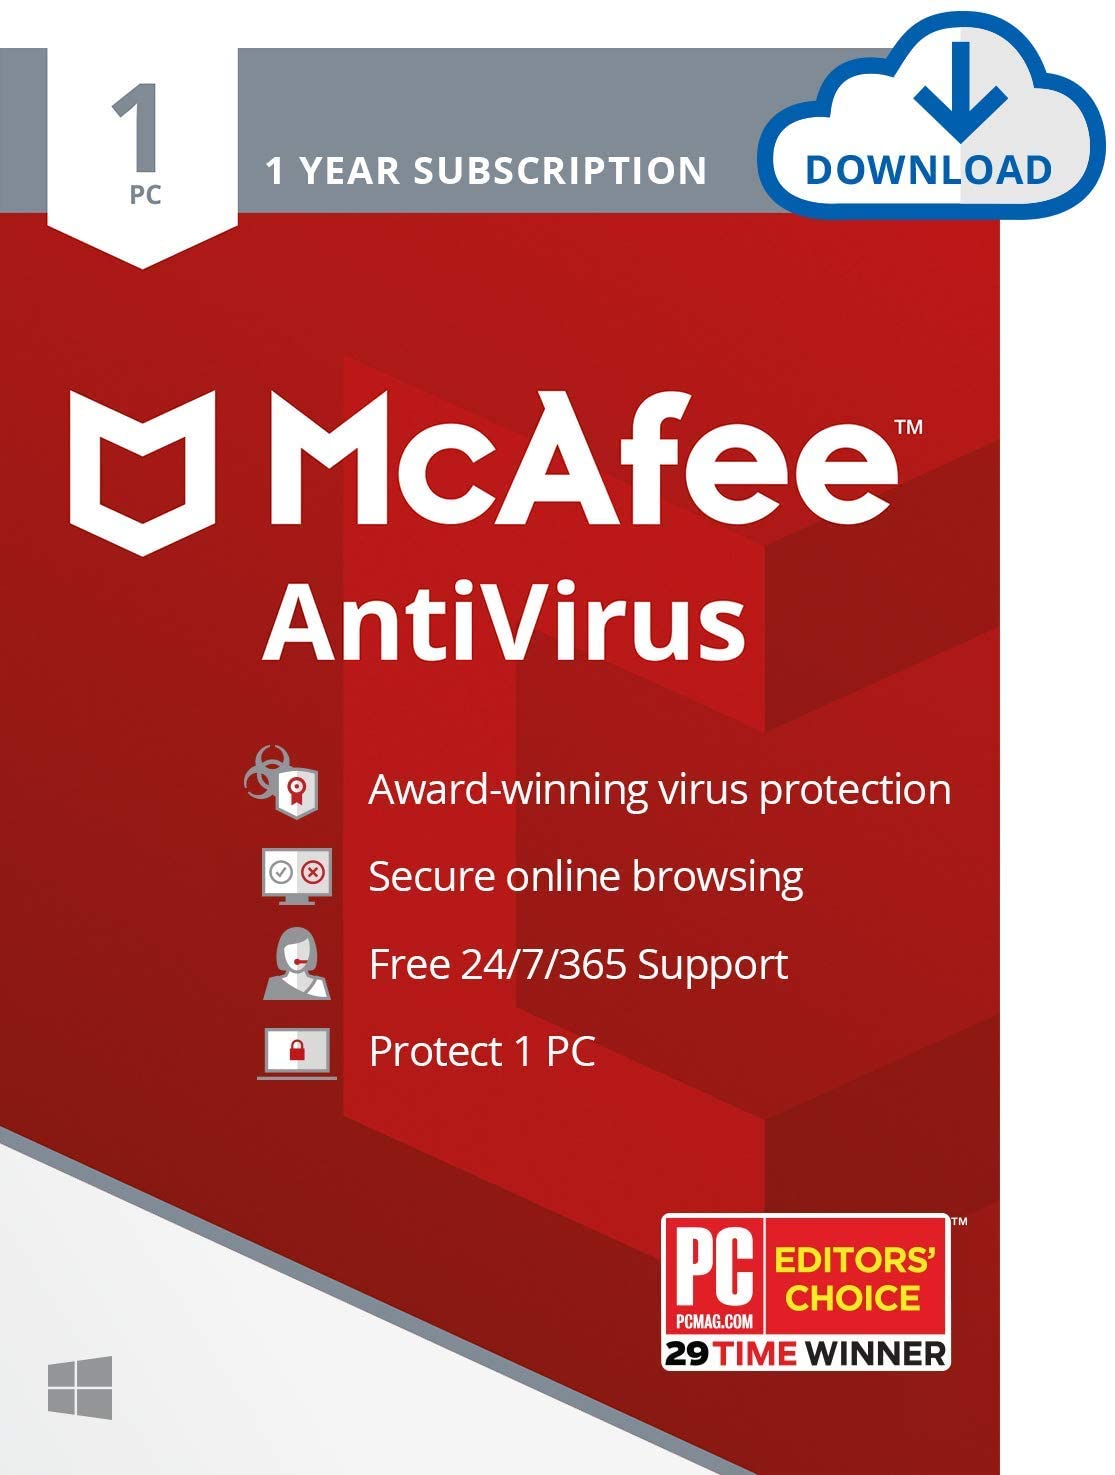 1
PC
1 YEAR SUBSCRIPTION
DOWNLOAD
McAfee™
AntiVirus
Award-winning virus protection
Secure online browsing
Free 24/7/365 Support
Protect 1 PC
PC
PCMAG.COM
EDITORS'
CHOICE
™
29 TIME WINNER